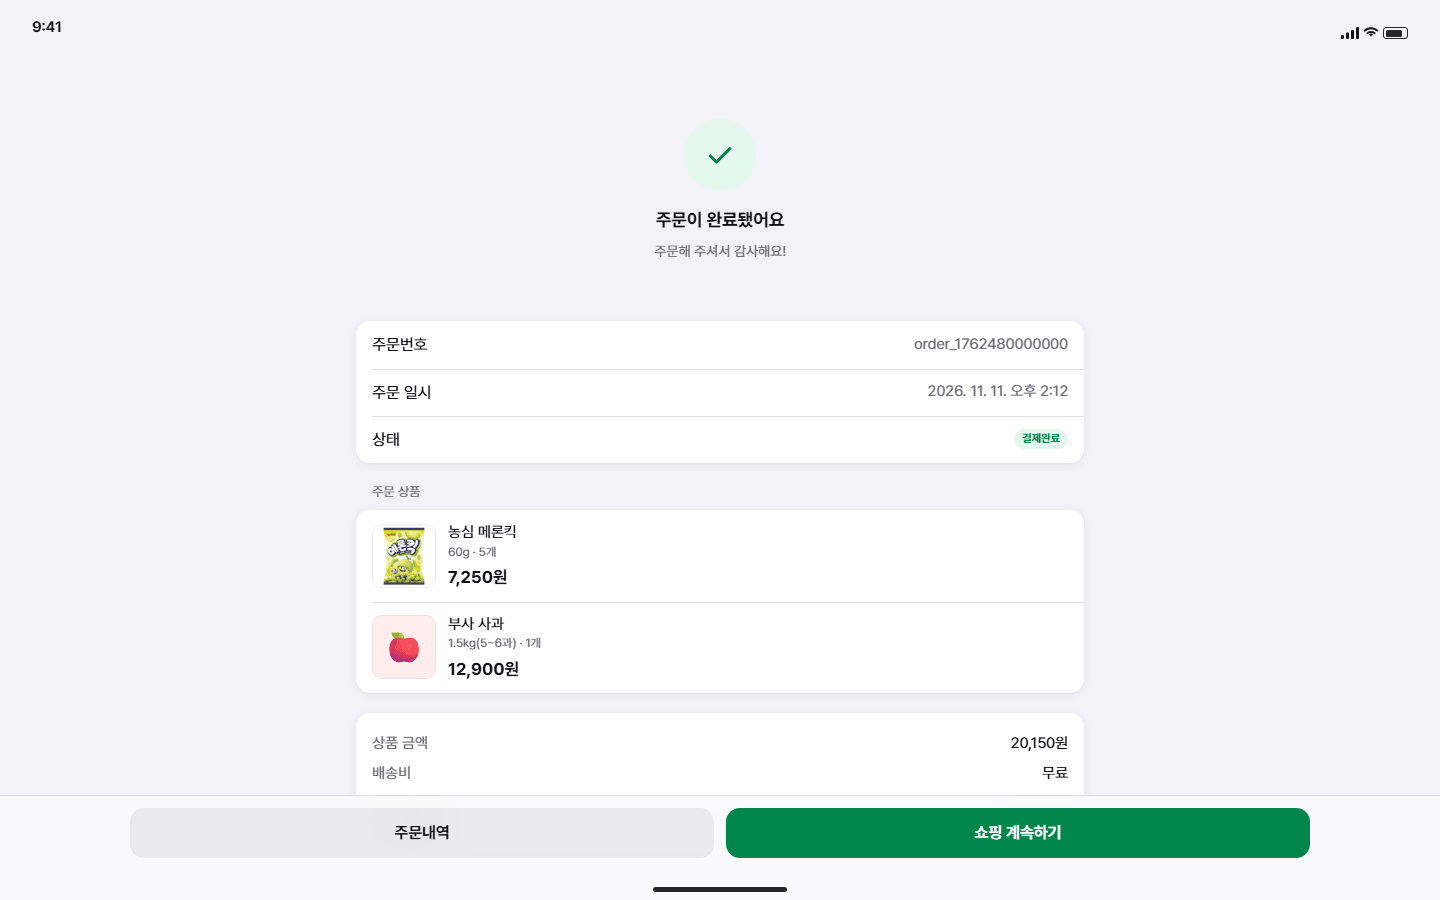 9:41
주문이 완료됐어요
주문해 주셔서 감사해요!
주문번호 order_1762480000000
주문 일시 2026. 11. 11. 오후 2:12
상태 결제완료
주문 상품
메론킥
농심 메론킥
60g · 5개
7,250원
부사 사과
1.5kg(5~6과) · 1개
12,900원
상품 금액 20,150원
배송비 무료
주문내역 쇼핑 계속하기